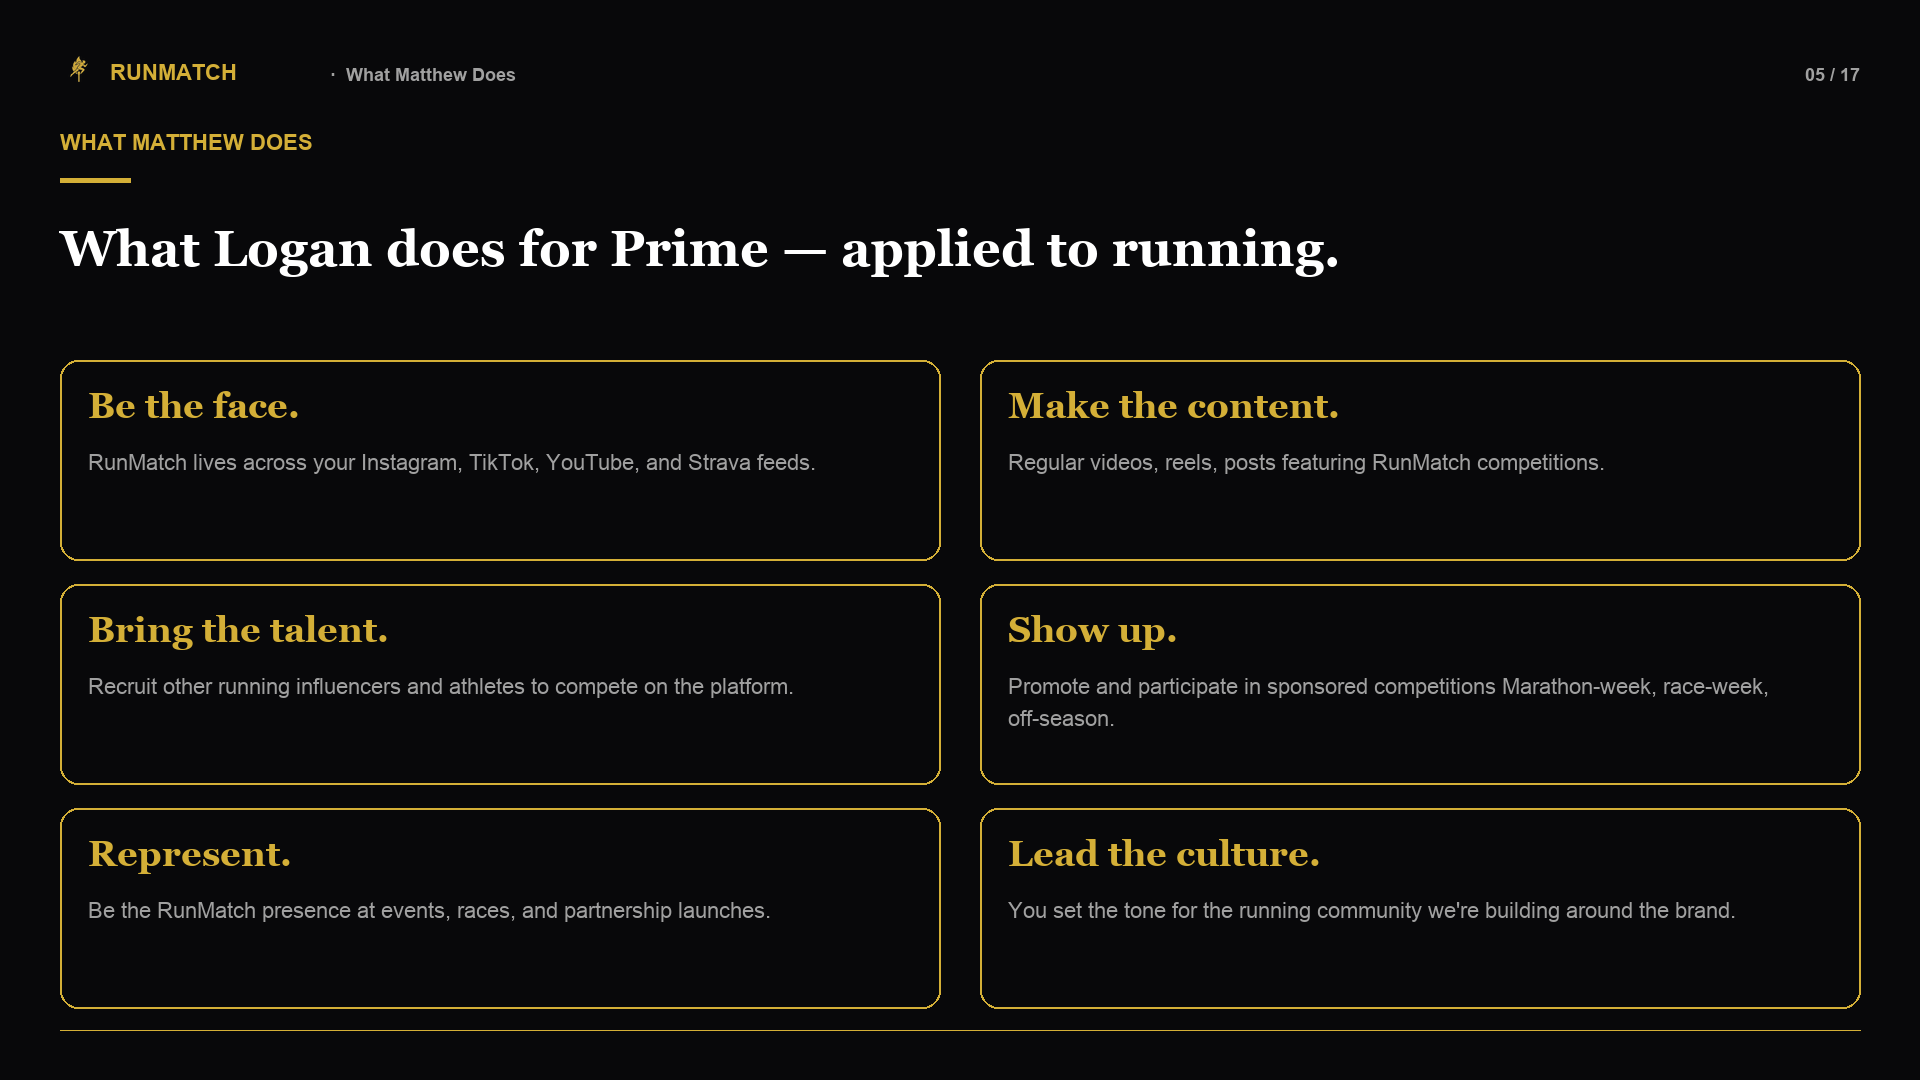 RUNMATCH
· What Matthew Does
05 / 17
WHAT MATTHEW DOES
What Logan does for Prime — applied to running.
Be the face.
RunMatch lives across your Instagram, TikTok, YouTube, and Strava feeds.
Make the content.
Regular videos, reels, posts featuring RunMatch competitions.
Bring the talent.
Recruit other running influencers and athletes to compete on the platform.
Show up.
Promote and participate in sponsored competitions Marathon-week, race-week,
off-season.
Represent.
Be the RunMatch presence at events, races, and partnership launches.
Lead the culture.
You set the tone for the running community we're building around the brand.